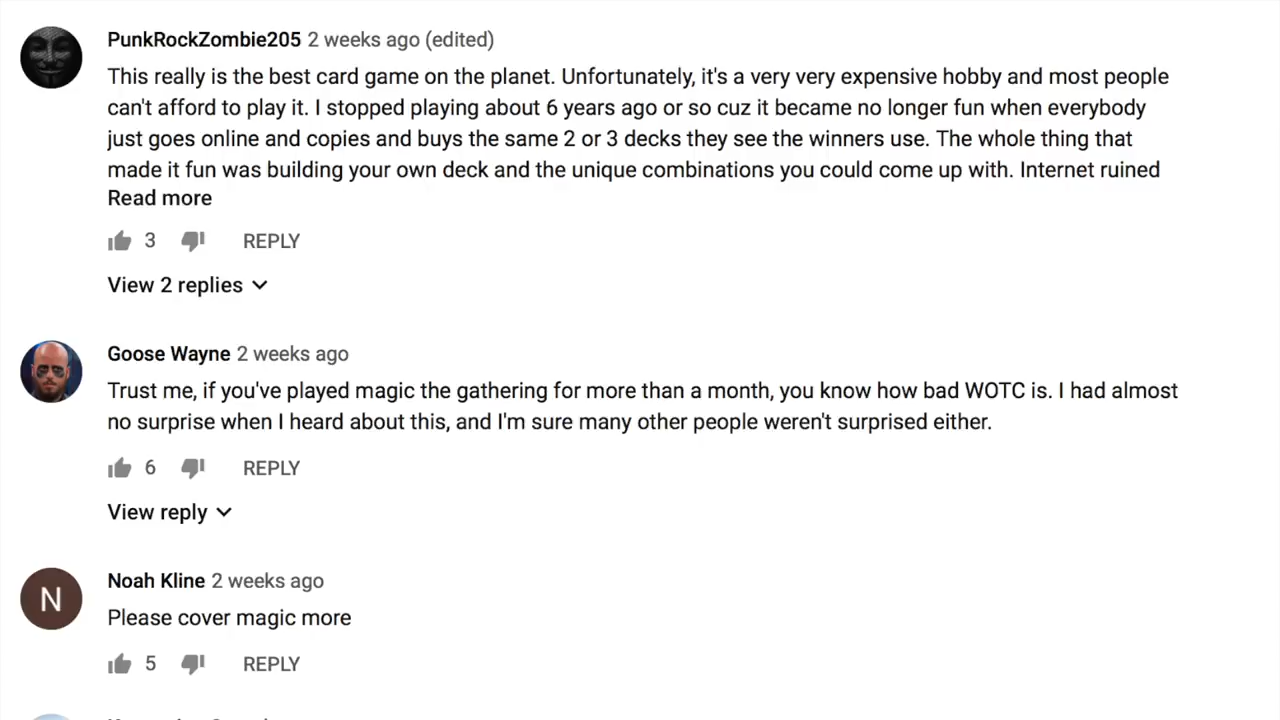 PunkRockZombie205 2 weeks ago (edited)
This really is the best card game on the planet. Unfortunately, it's a very very expensive hobby and most people
can't afford to play it. I stopped playing about 6 years ago or so cuz it became no longer fun when everybody
just goes online and copies and buys the same 2 or 3 decks they see the winners use. The whole thing that
made it fun was building your own deck and the unique combinations you could come up with. Internet ruined
Read more
3 REPLY
View 2 replies
Goose Wayne 2 weeks ago
Trust me, if you've played magic the gathering for more than a month, you know how bad WOTC is. I had almost
no surprise when I heard about this, and I'm sure many other people weren't surprised either.
6 REPLY
View reply
N
Noah Kline 2 weeks ago
Please cover magic more
5 REPLY